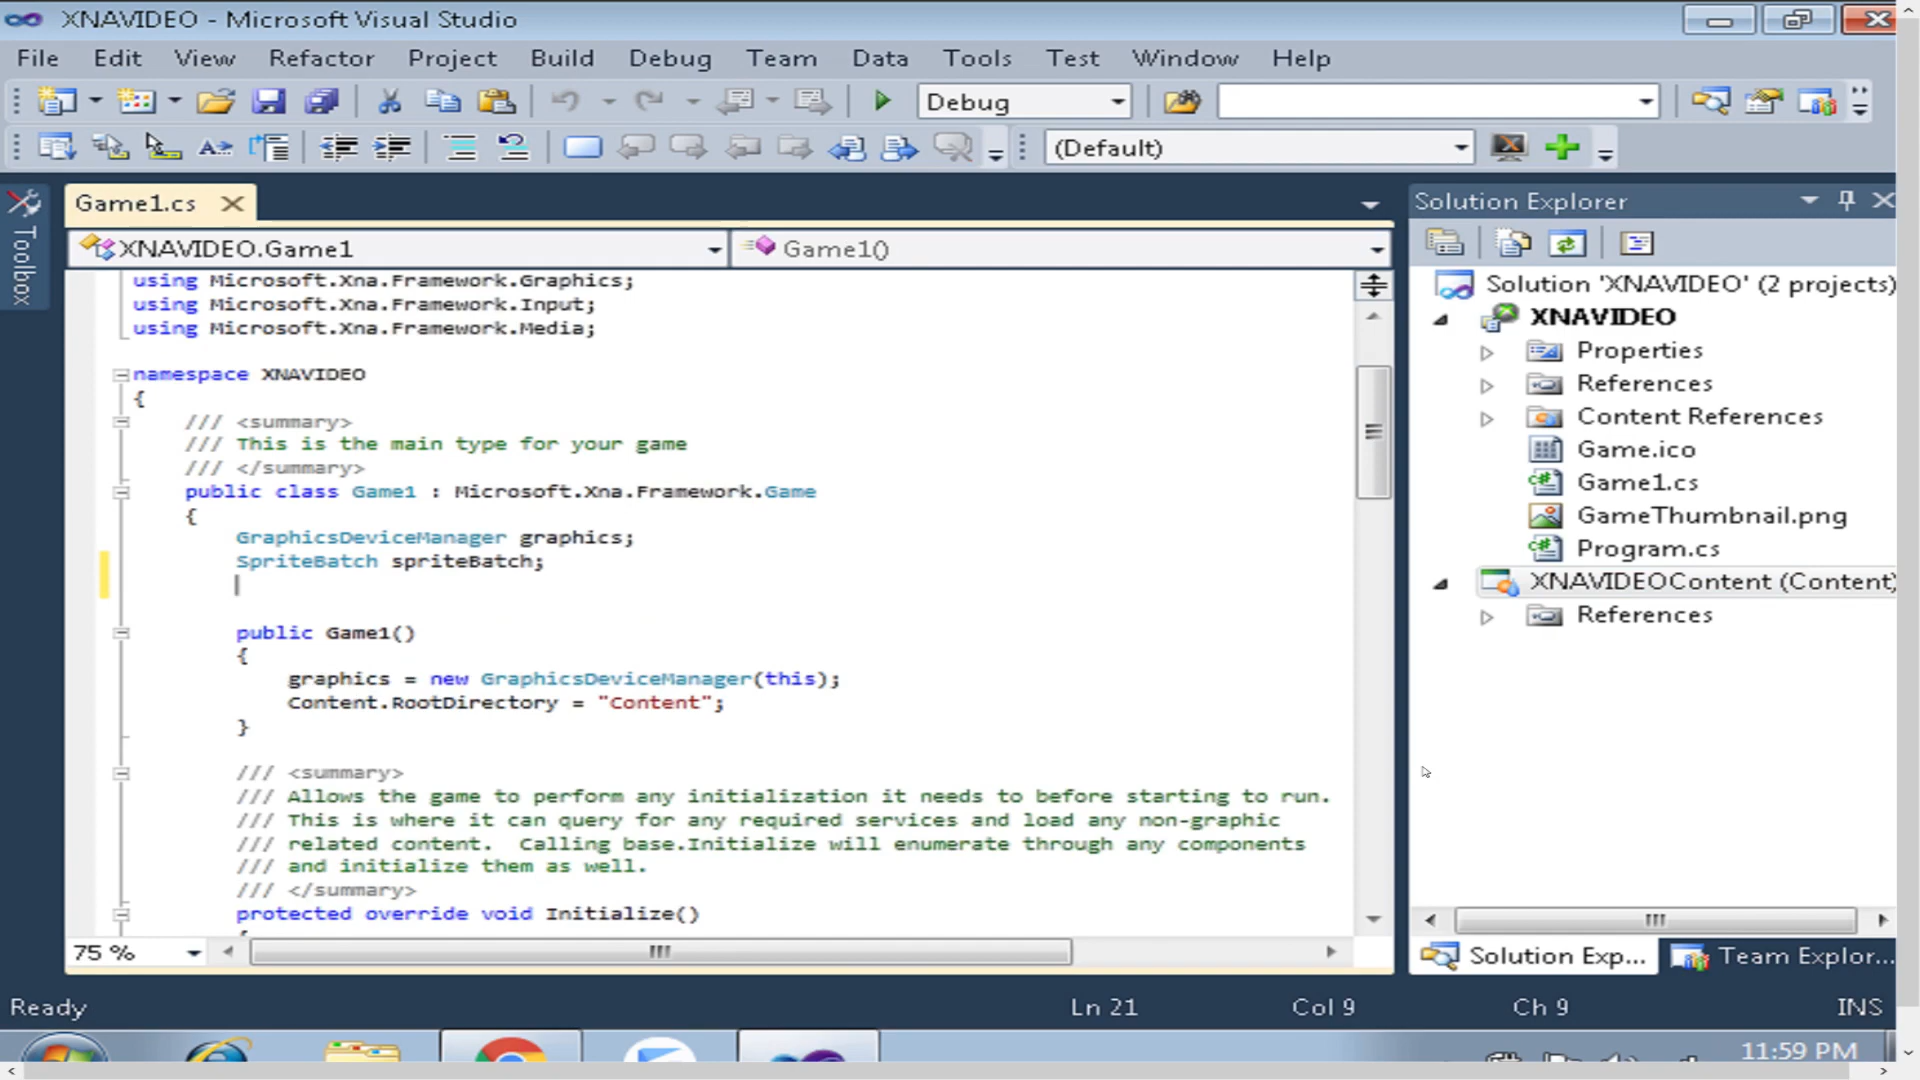 XNAVIDEO - Microsoft Visual Studio
File Edit View Refactor Project Build Debug Team Data Tools Test Window Help
Debug
(Default)
Toolbox
Game1.cs
XNAVIDEO.Game1 Game1()
using Microsoft.Xna.Framework.Graphics;
using Microsoft.Xna.Framework.Input;
using Microsoft.Xna.Framework.Media;
namespace XNAVIDEO
{
/// <summary>
/// This is the main type for your game
/// </summary>
public class Game1 : Microsoft.Xna.Framework.Game
{
GraphicsDeviceManager graphics;
SpriteBatch spriteBatch;
public Game1()
{
graphics = new GraphicsDeviceManager(this);
Content.RootDirectory = "Content";
}
/// <summary>
/// Allows the game to perform any initialization it needs to before starting to run.
/// This is where it can query for any required services and load any non-graphic
/// related content.  Calling base.Initialize will enumerate through any components
/// and initialize them as well.
/// </summary>
protected override void Initialize()
75 %
Solution Explorer
Solution 'XNAVIDEO' (2 projects)
XNAVIDEO
Properties
References
Content References
Game.ico
Game1.cs
GameThumbnail.png
Program.cs
XNAVIDEOContent (Content)
References
Solution Exp... Team Explor...
Ready Ln 21 Col 9 Ch 9 INS
11:59 PM